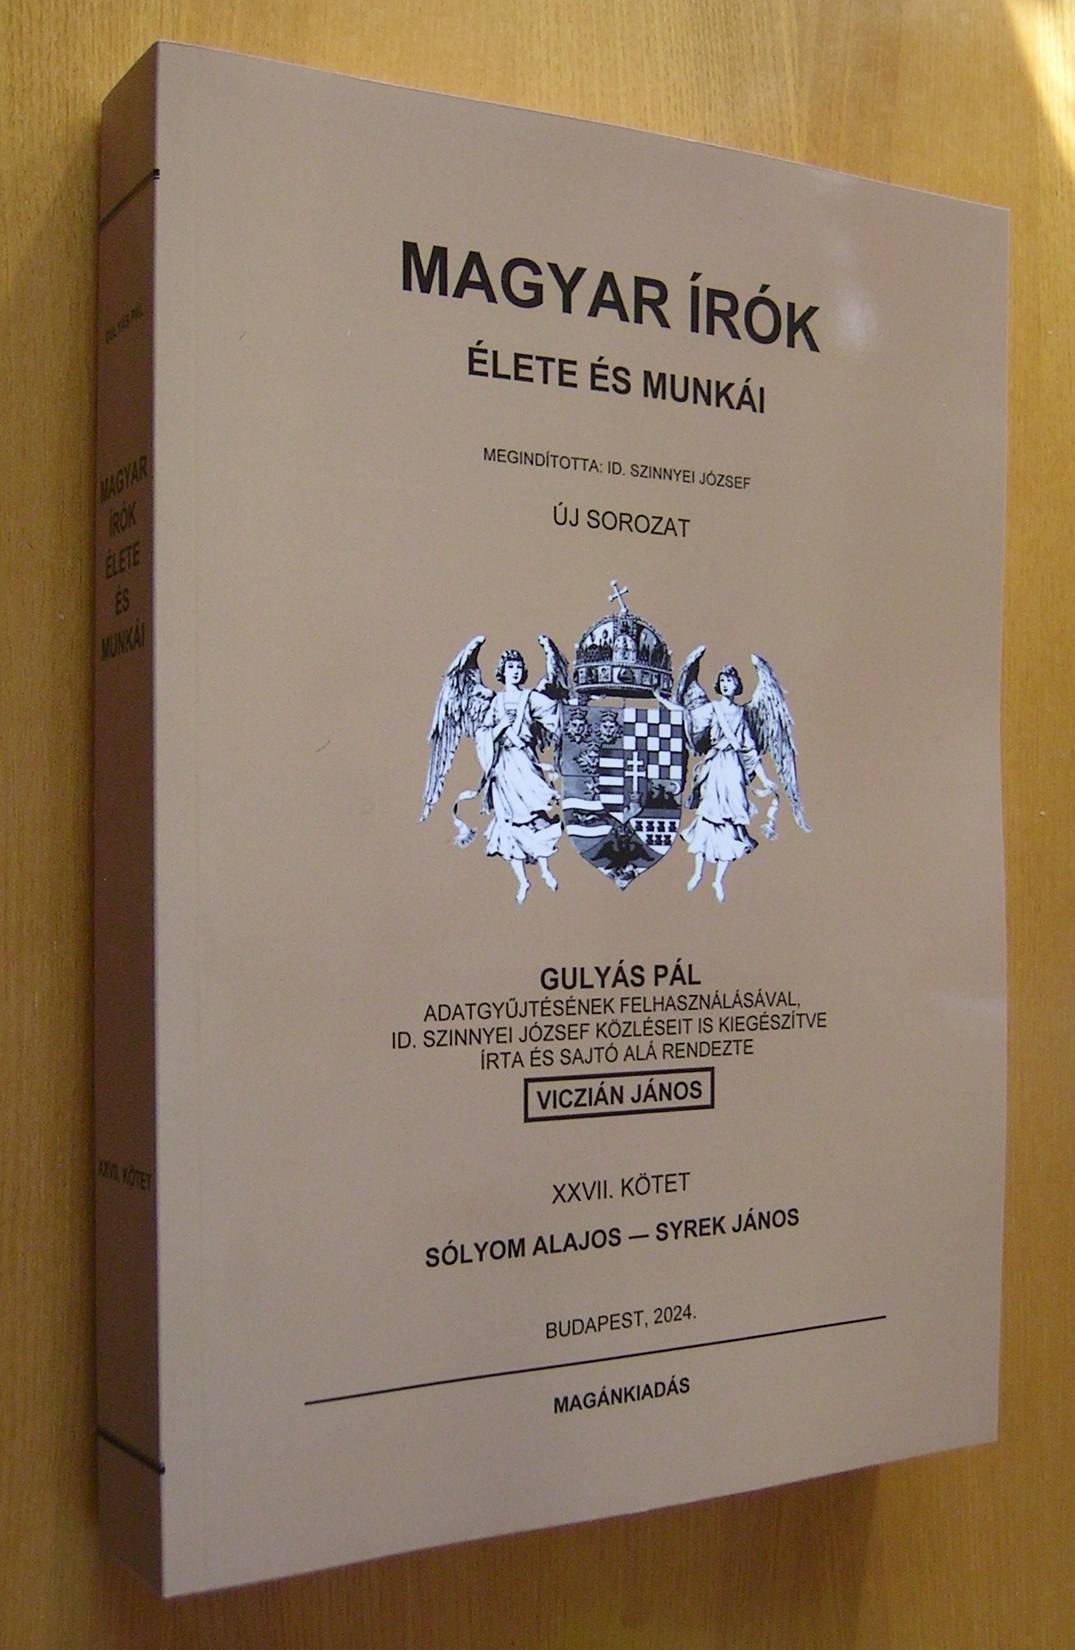 MAGYAR ÍRÓK
ÉLETE ÉS MUNKÁI
MEGINDÍTOTTA: ID. SZINNYEI JÓZSEF
ÚJ SOROZAT
GULYÁS PÁL
ADATGYŰJTÉSÉNEK FELHASZNÁLÁSÁVAL,
ID. SZINNYEI JÓZSEF KÖZLÉSEIT IS KIEGÉSZÍTVE
ÍRTA ÉS SAJTÓ ALÁ RENDEZTE
VICZIÁN JÁNOS
XXVII. KÖTET
SÓLYOM ALAJOS — SYREK JÁNOS
BUDAPEST, 2024.
MAGÁNKIADÁS
GULYÁS PÁL
MAGYAR
ÍRÓK
ÉLETE
ÉS
MUNKÁI
XXVII. KÖTET